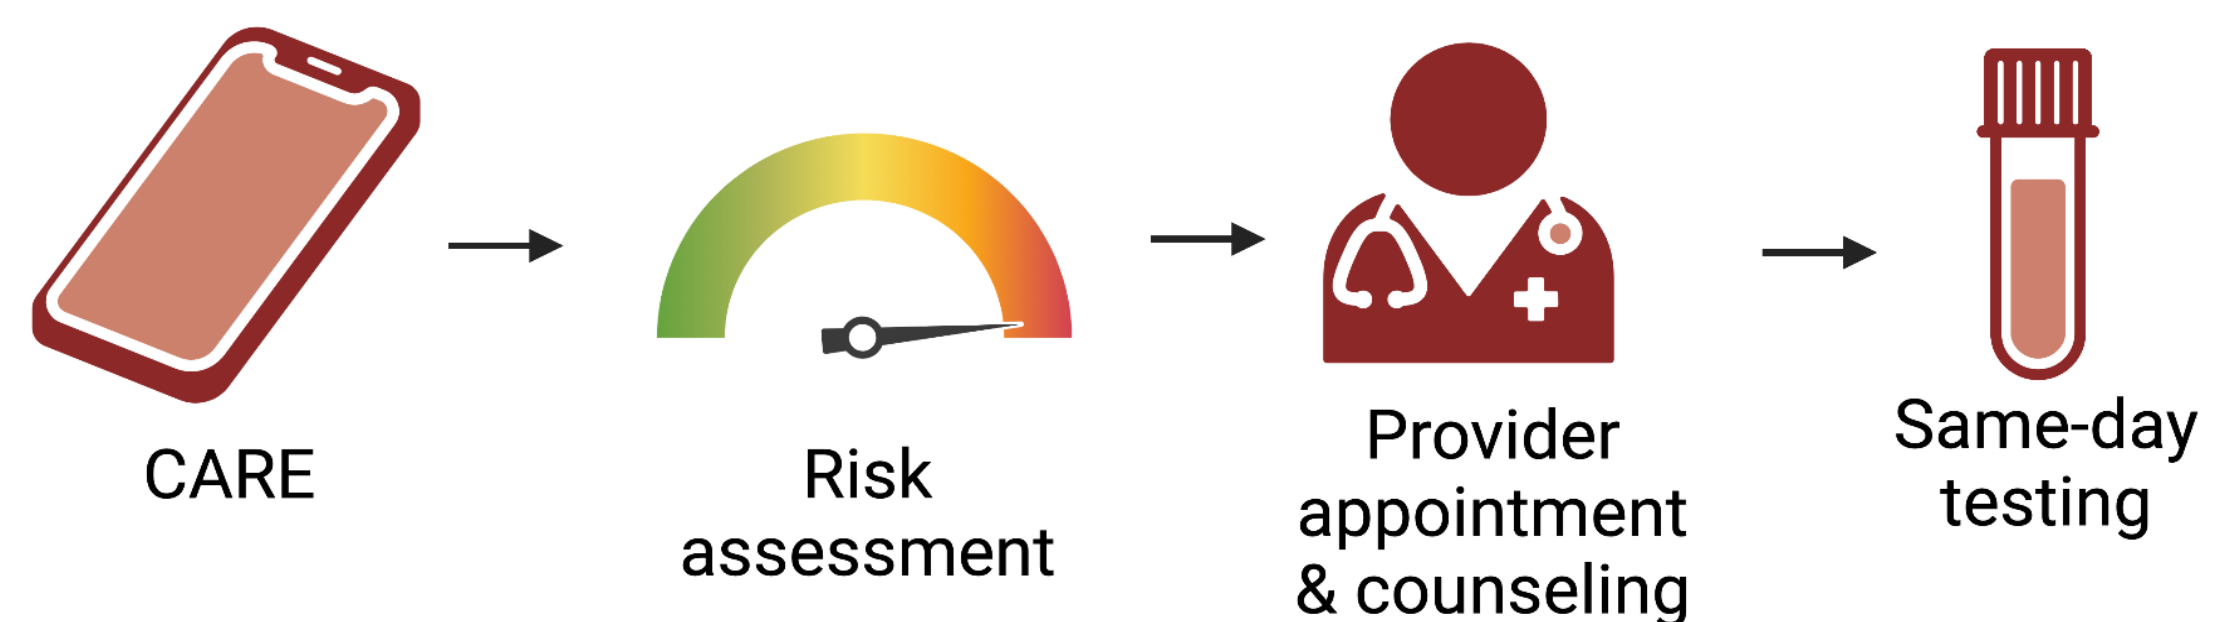 CARE
Risk
assessment
Provider
appointment
& counseling
Same-day
testing